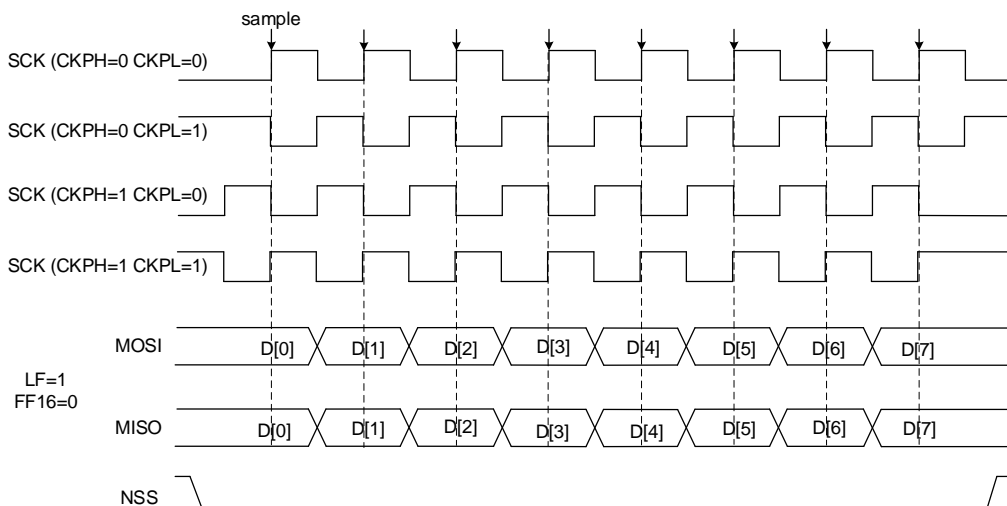 sample
SCK (CKPH=0 CKPL=0)
SCK (CKPH=0 CKPL=1)
SCK (CKPH=1 CKPL=0)
SCK (CKPH=1 CKPL=1)
MOSI D[0] D[1] D[2] D[3] D[4] D[5] D[6] D[7]
LF=1
FF16=0
MISO D[0] D[1] D[2] D[3] D[4] D[5] D[6] D[7]
NSS